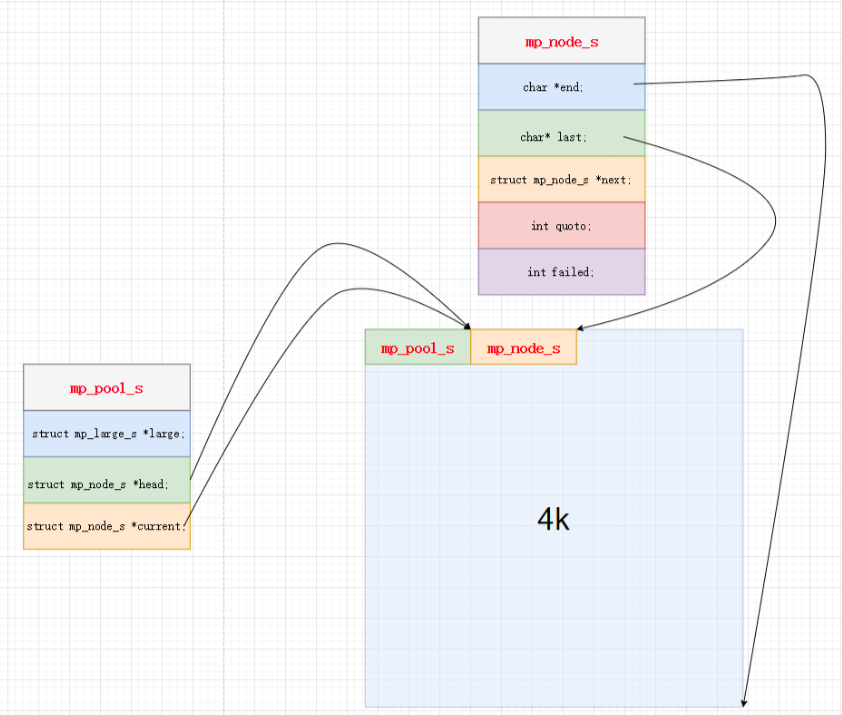 mp_node_s
char *end;
char* last;
struct mp_node_s *next;
int quoto;
int failed;
mp_pool_s
mp_node_s
4k
mp_pool_s
struct mp_large_s *large;
struct mp_node_s *head;
struct mp_node_s *current;